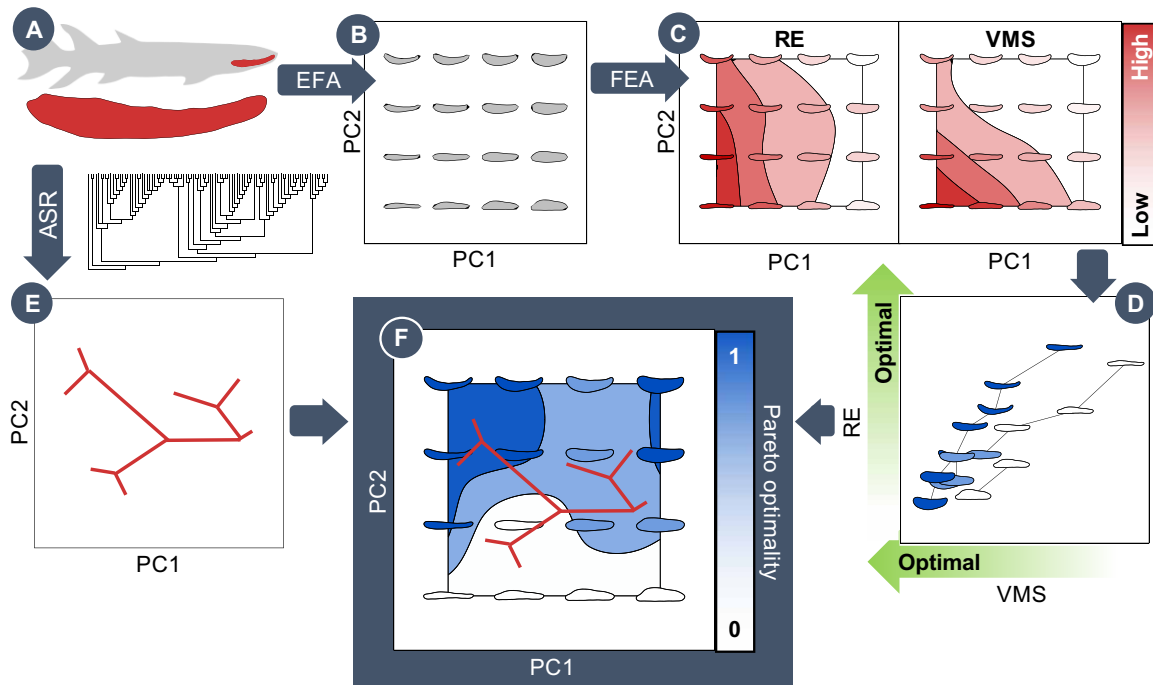 A
EFA
B
PC2
PC1
FEA
C
RE
VMS
PC2
PC1
PC1
High
Low
ASR
E
PC2
PC1
F
PC2
PC1
1
0
Pareto optimality
D
Optimal
RE
Optimal
VMS